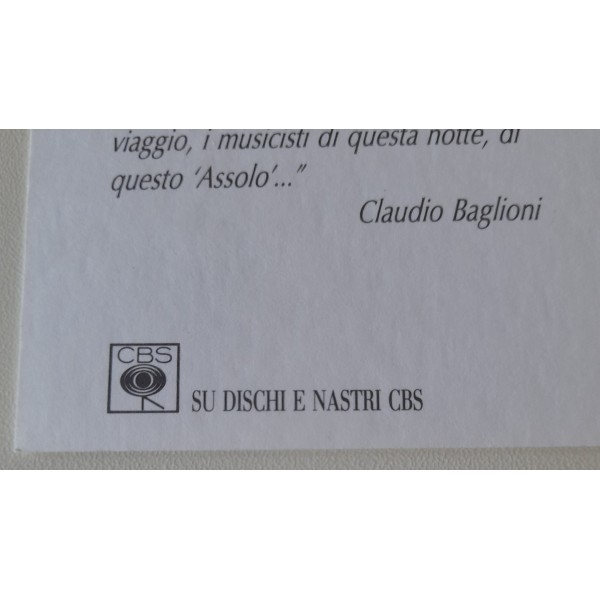 viaggio, i musicisti di questa notte, di
questo 'Assolo'..."
Claudio Baglioni
CBS
SU DISCHI E NASTRI CBS